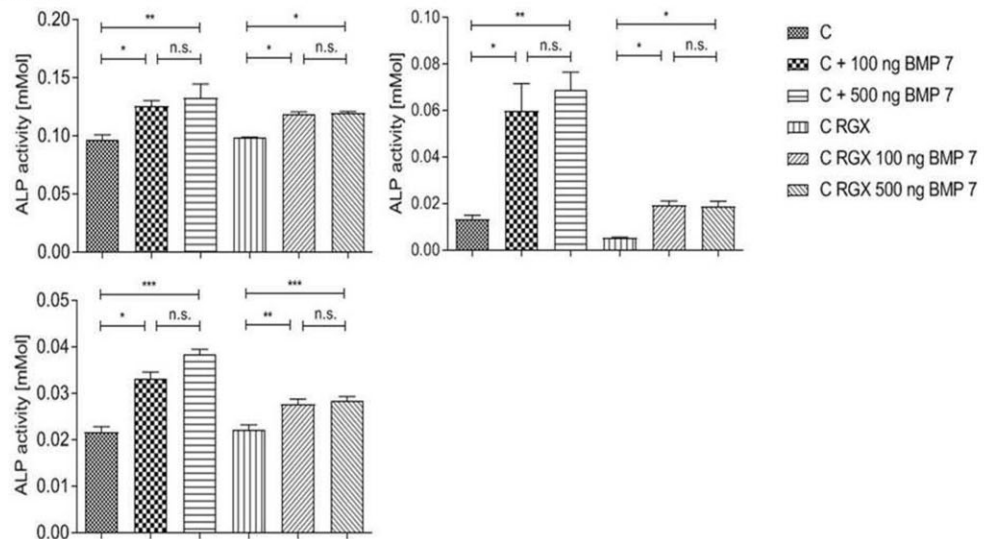 ALP activity [mMol]
0.20
0.15
0.10
0.05
0.00
**
*
n.s.
*
*
n.s.
ALP activity [mMol]
0.10
0.08
0.06
0.04
0.02
0.00
**
*
n.s.
*
*
n.s.
C
C + 100 ng BMP 7
C + 500 ng BMP 7
C RGX
C RGX 100 ng BMP 7
C RGX 500 ng BMP 7
ALP activity [mMol]
0.05
0.04
0.03
0.02
0.01
0.00
***
*
n.s.
***
**
n.s.